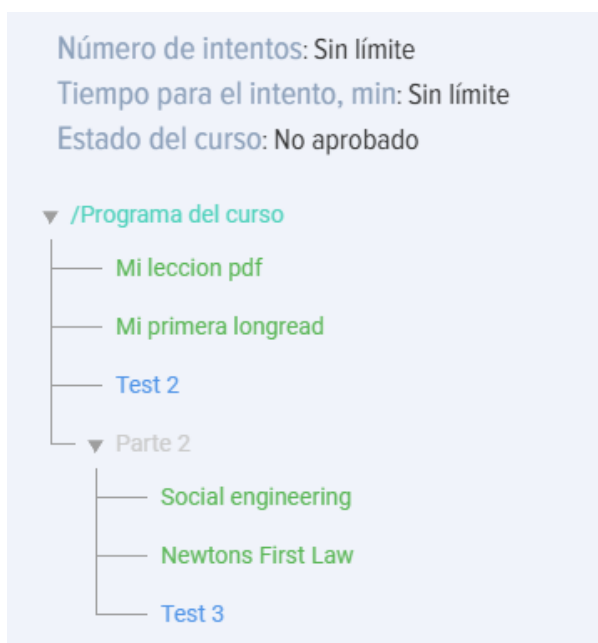 Número de intentos: Sin límite
Tiempo para el intento, min: Sin límite
Estado del curso: No aprobado
/Programa del curso
Mi leccion pdf
Mi primera longread
Test 2
Parte 2
Social engineering
Newtons First Law
Test 3